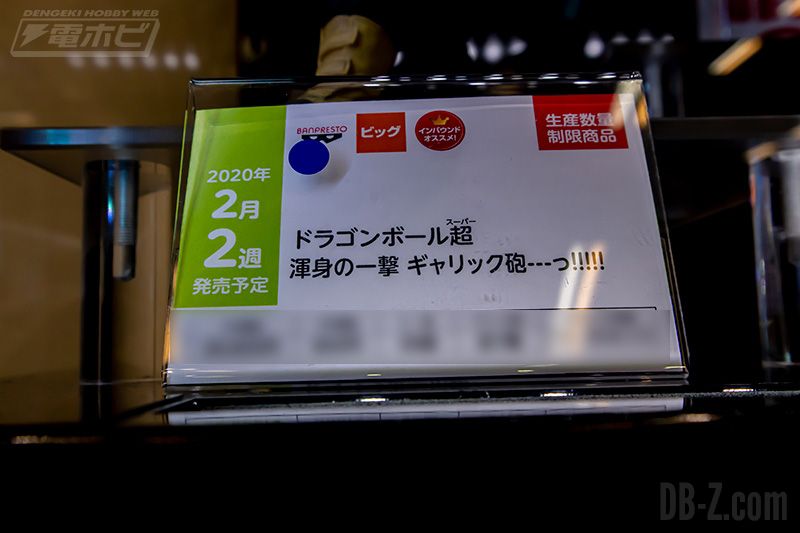 DENGEKI HOBBY WEB
電ホビ
BANPRESTO
ビッグ
インバウンド
オススメ!
生産数量
制限商品
2020年
2月
2週
発売予定
スーパー
ドラゴンボール超
渾身の一撃 ギャリック砲---っ!!!!!
DB-Z.com